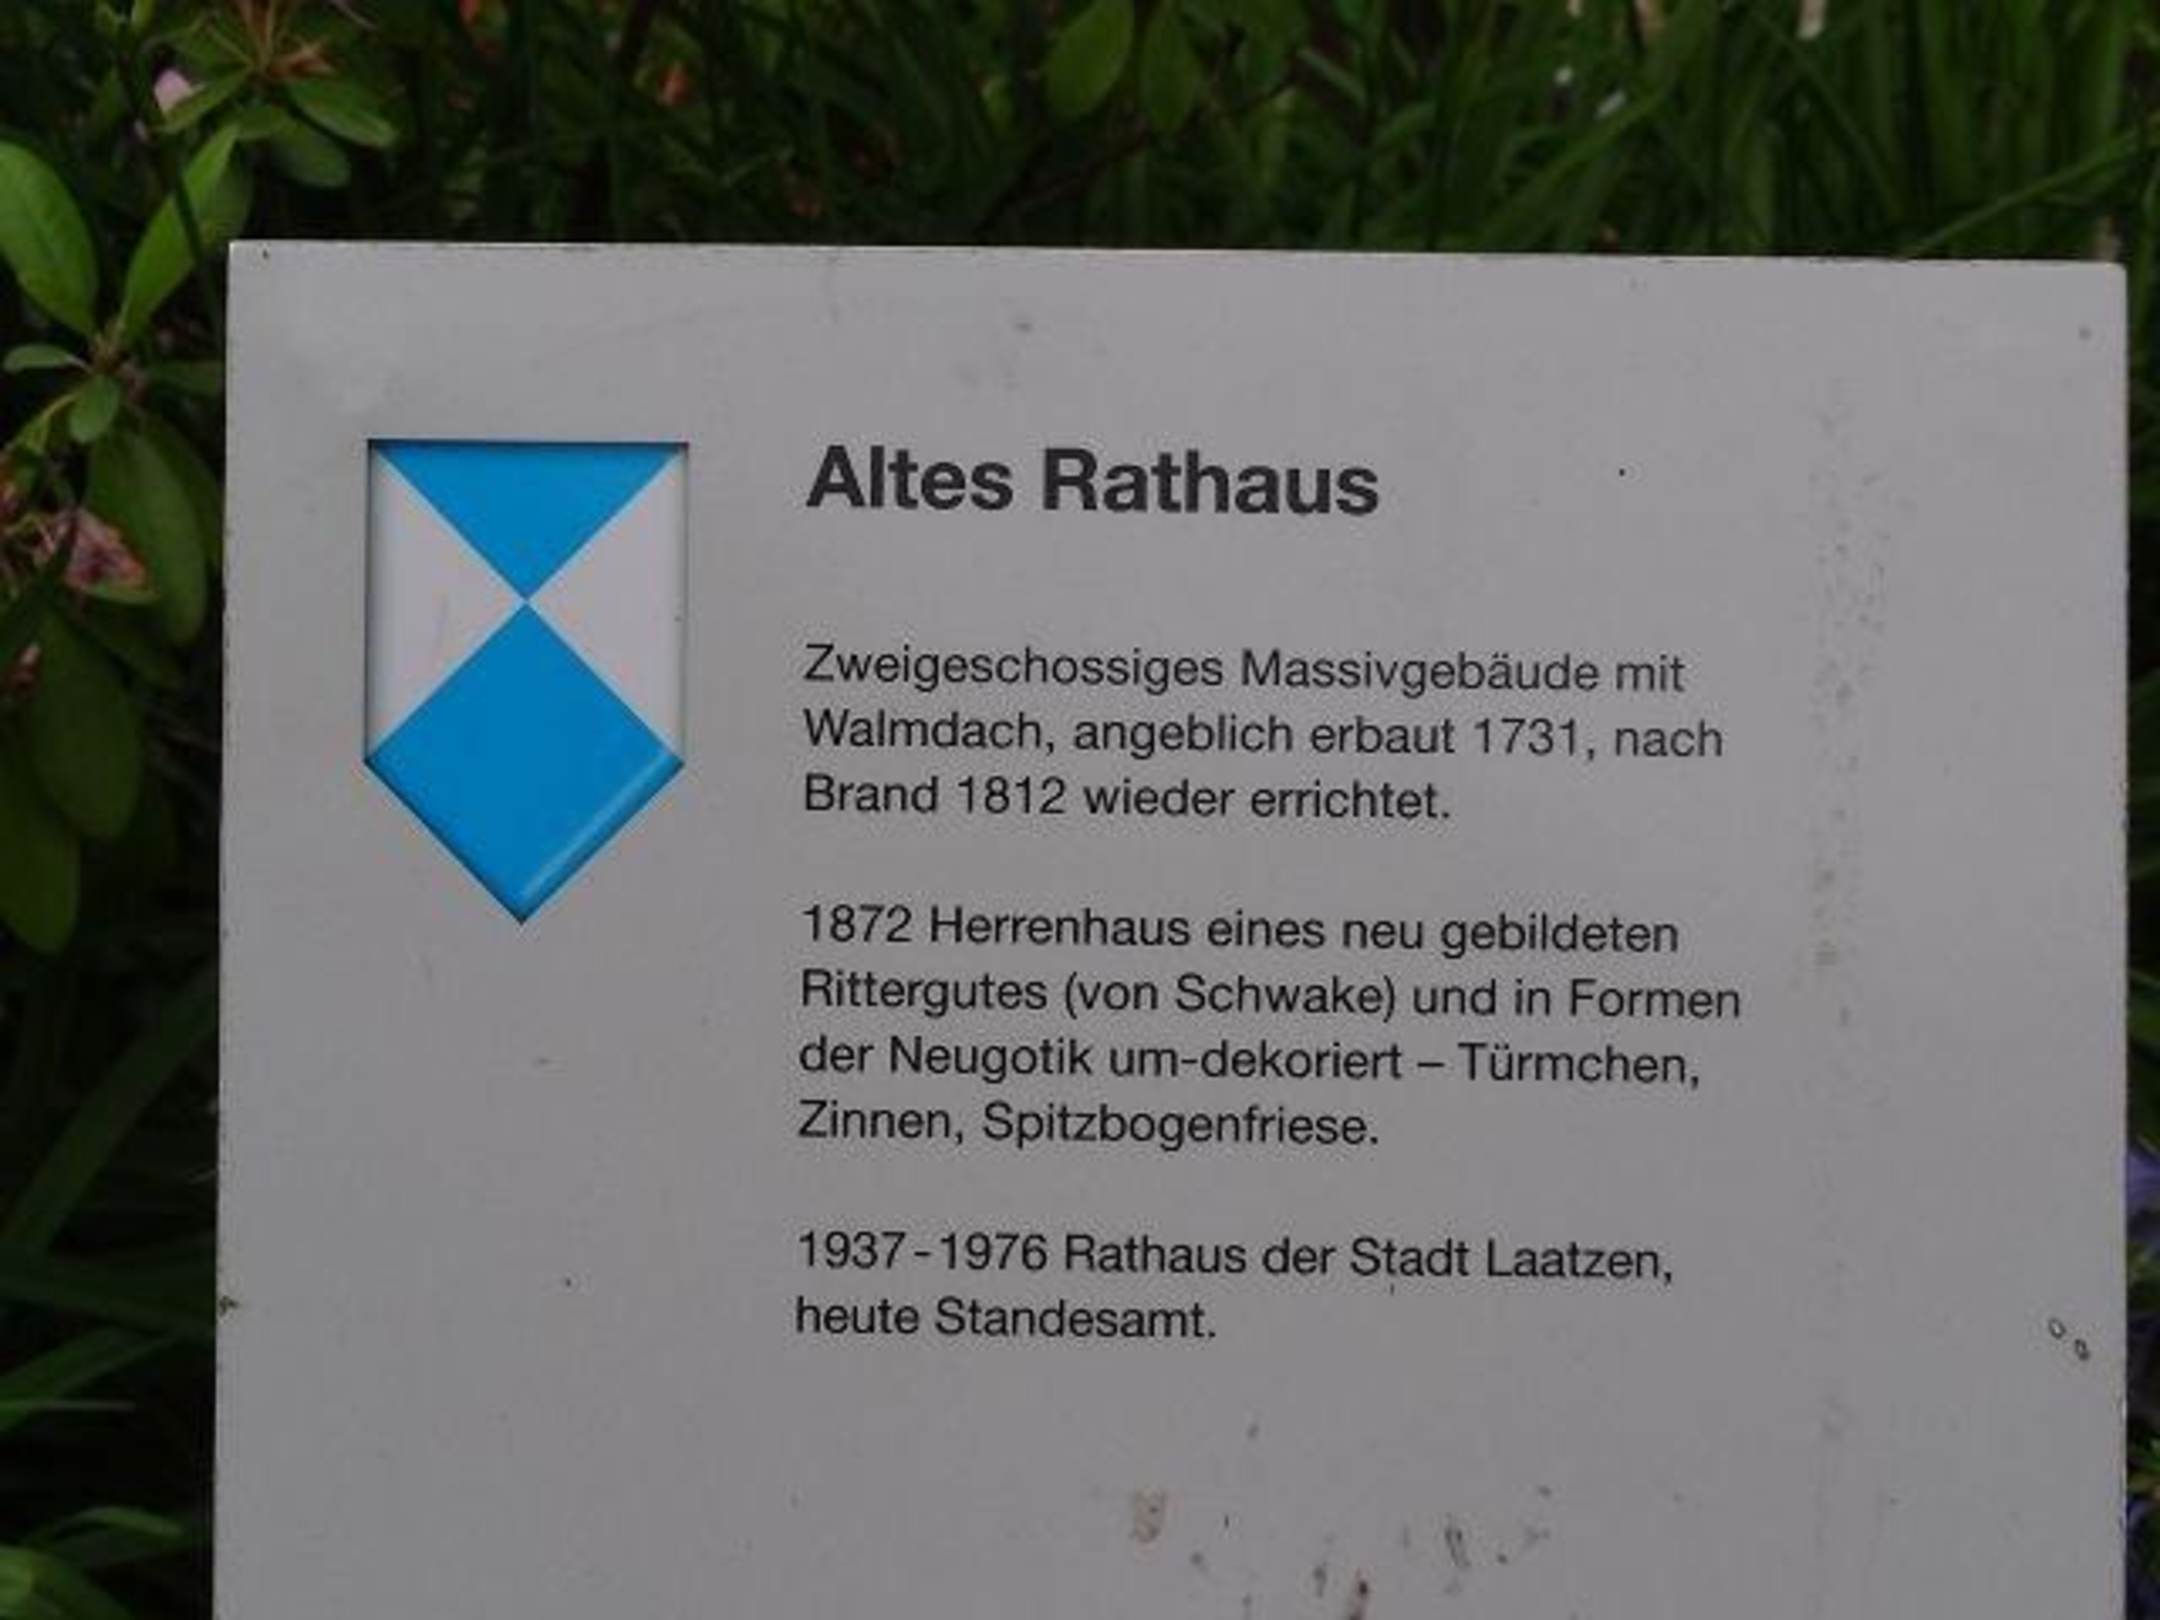 Altes Rathaus
Zweigeschossiges Massivgebäude mit
Walmdach, angeblich erbaut 1731, nach
Brand 1812 wieder errichtet.
1872 Herrenhaus eines neu gebildeten
Rittergutes (von Schwake) und in Formen
der Neugotik um-dekoriert – Türmchen,
Zinnen, Spitzbogenfriese.
1937-1976 Rathaus der Stadt Laatzen,
heute Standesamt.